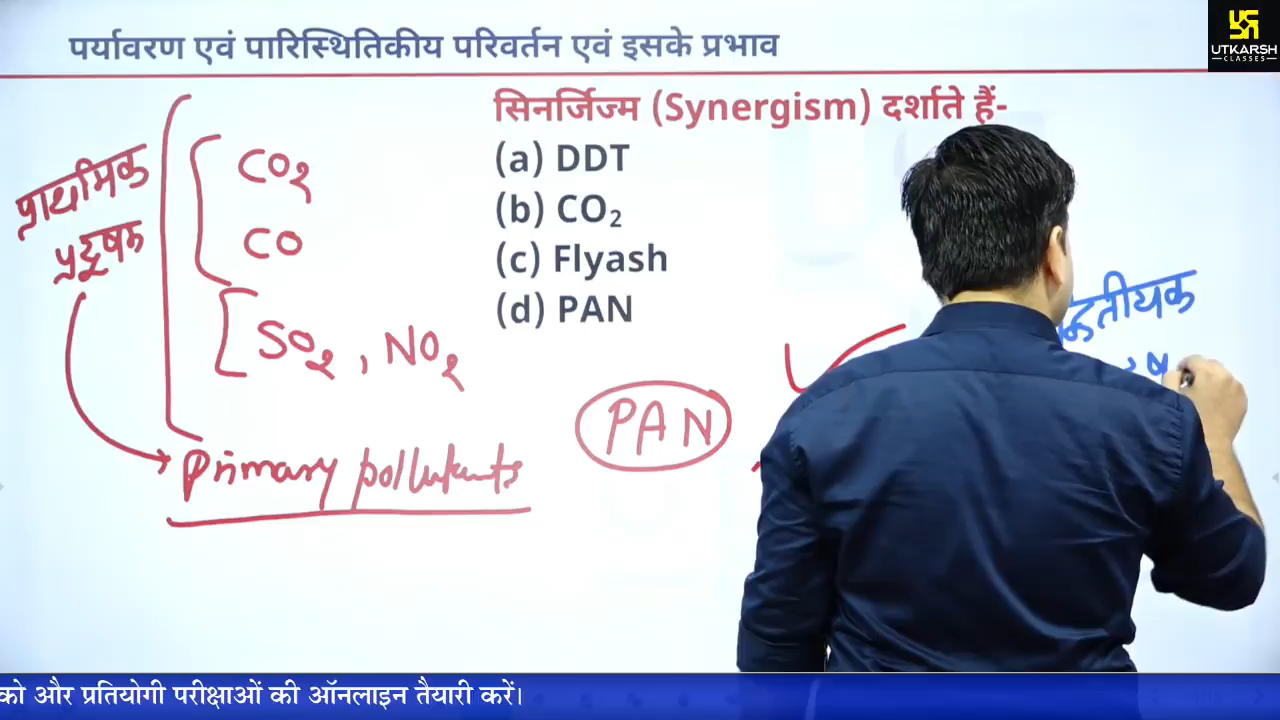 पर्यावरण एवं पारिस्थितिकीय परिवर्तन एवं इसके प्रभाव
UTKARSH
CLASSES
सिनर्जिज्म (Synergism) दर्शाते हैं-
(a) DDT
(b) CO₂
(c) Flyash
(d) PAN
प्राथमिक
प्रदूषक
CO₂
CO
SO₂, NO₂
Primary pollutants
PAN
द्वितीयक
को और प्रतियोगी परीक्षाओं की ऑनलाइन तैयारी करें।